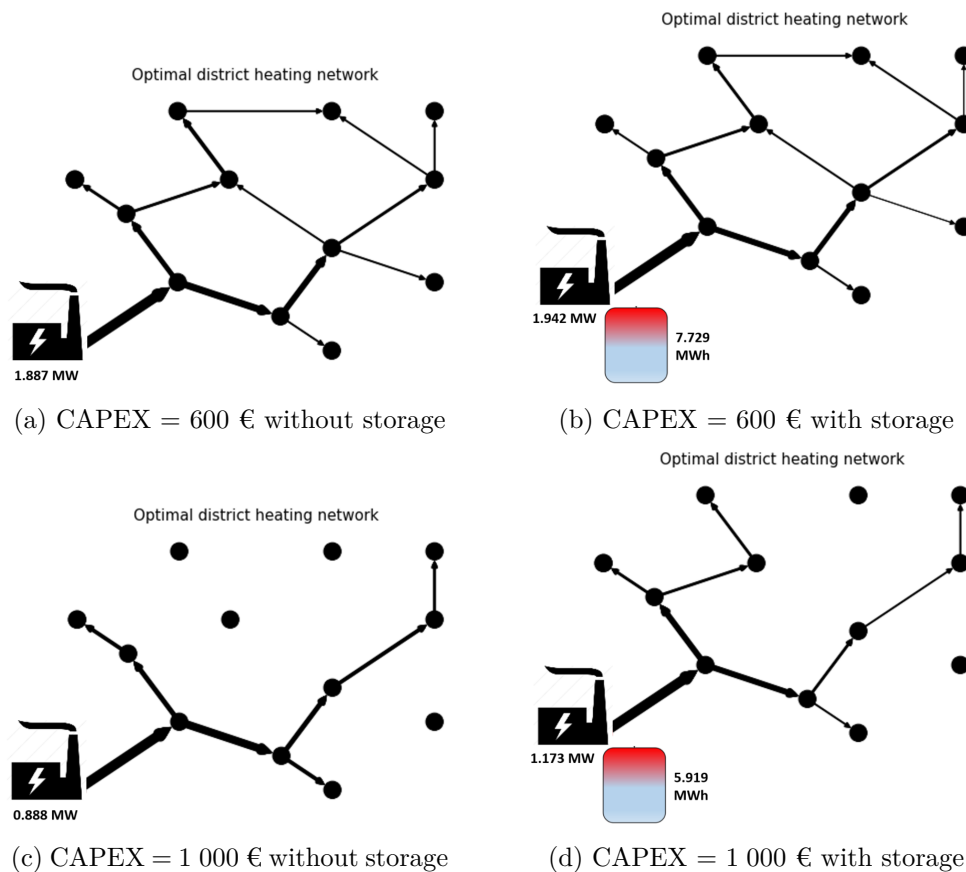 Optimal district heating network
1.887 MW
(a) CAPEX = 600 € without storage
Optimal district heating network
1.942 MW
7.729
MWh
(b) CAPEX = 600 € with storage
Optimal district heating network
0.888 MW
(c) CAPEX = 1 000 € without storage
Optimal district heating network
1.173 MW
5.919
MWh
(d) CAPEX = 1 000 € with storage